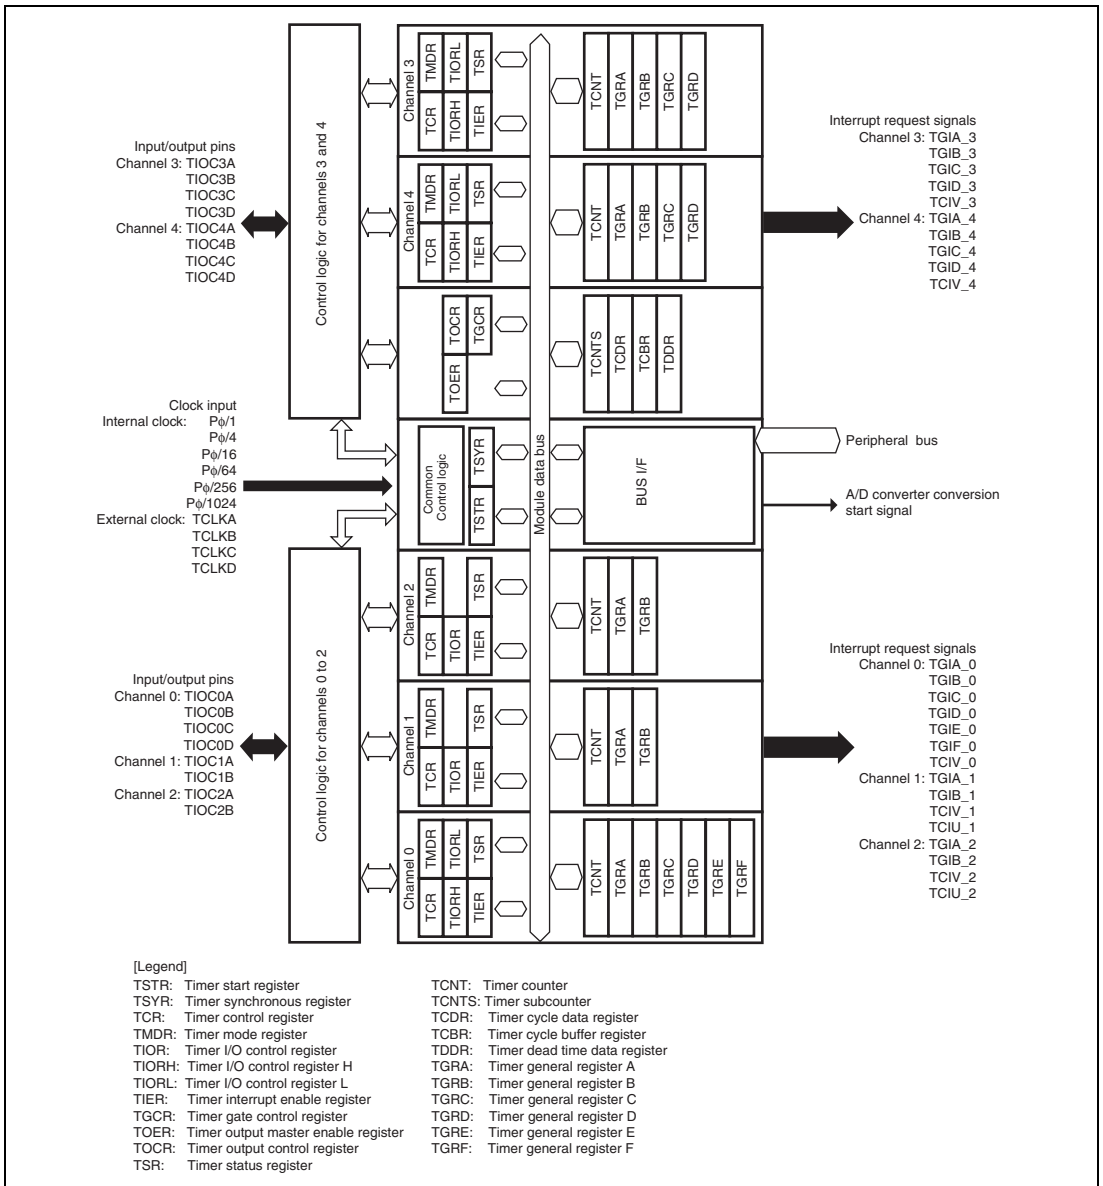 Input/output pins
Channel 3: TIOC3A
TIOC3B
TIOC3C
TIOC3D
Channel 4: TIOC4A
TIOC4B
TIOC4C
TIOC4D
Clock input
Internal clock: Pϕ/1
Pϕ/4
Pϕ/16
Pϕ/64
Pϕ/256
Pϕ/1024
External clock: TCLKA
TCLKB
TCLKC
TCLKD
Input/output pins
Channel 0: TIOC0A
TIOC0B
TIOC0C
TIOC0D
Channel 1: TIOC1A
TIOC1B
Channel 2: TIOC2A
TIOC2B
Control logic for channels 3 and 4
Control logic for channels 0 to 2
Channel 3
TMDR
TIORL
TSR
TCR
TIORH
TIER
TCNT
TGRA
TGRB
TGRC
TGRD
Channel 4
TMDR
TIORL
TSR
TCR
TIORH
TIER
TCNT
TGRA
TGRB
TGRC
TGRD
TOCR
TGCR
TOER
TCNTS
TCDR
TCBR
TDDR
Common
Control logic
TSYR
TSTR
Module data bus
BUS I/F
Channel 2
TMDR
TSR
TCR
TIOR
TIER
TCNT
TGRA
TGRB
Channel 1
TMDR
TSR
TCR
TIOR
TIER
TCNT
TGRA
TGRB
Channel 0
TMDR
TIORL
TSR
TCR
TIORH
TIER
TCNT
TGRA
TGRB
TGRC
TGRD
TGRE
TGRF
Interrupt request signals
Channel 3: TGIA_3
TGIB_3
TGIC_3
TGID_3
TCIV_3
Channel 4: TGIA_4
TGIB_4
TGIC_4
TGID_4
TCIV_4
Peripheral bus
A/D converter conversion
start signal
Interrupt request signals
Channel 0: TGIA_0
TGIB_0
TGIC_0
TGID_0
TGIE_0
TGIF_0
TCIV_0
Channel 1: TGIA_1
TGIB_1
TCIV_1
TCIU_1
Channel 2: TGIA_2
TGIB_2
TCIV_2
TCIU_2
[Legend]
TSTR: Timer start register
TSYR: Timer synchronous register
TCR: Timer control register
TMDR: Timer mode register
TIOR: Timer I/O control register
TIORH: Timer I/O control register H
TIORL: Timer I/O control register L
TIER: Timer interrupt enable register
TGCR: Timer gate control register
TOER: Timer output master enable register
TOCR: Timer output control register
TSR: Timer status register
TCNT: Timer counter
TCNTS: Timer subcounter
TCDR: Timer cycle data register
TCBR: Timer cycle buffer register
TDDR: Timer dead time data register
TGRA: Timer general register A
TGRB: Timer general register B
TGRC: Timer general register C
TGRD: Timer general register D
TGRE: Timer general register E
TGRF: Timer general register F